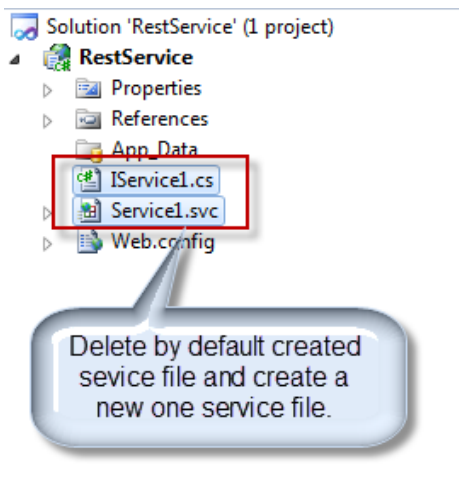 Solution 'RestService' (1 project)
RestService
Properties
References
App_Data
IService1.cs
Service1.svc
Web.config
Delete by default created
sevice file and create a
new one service file.